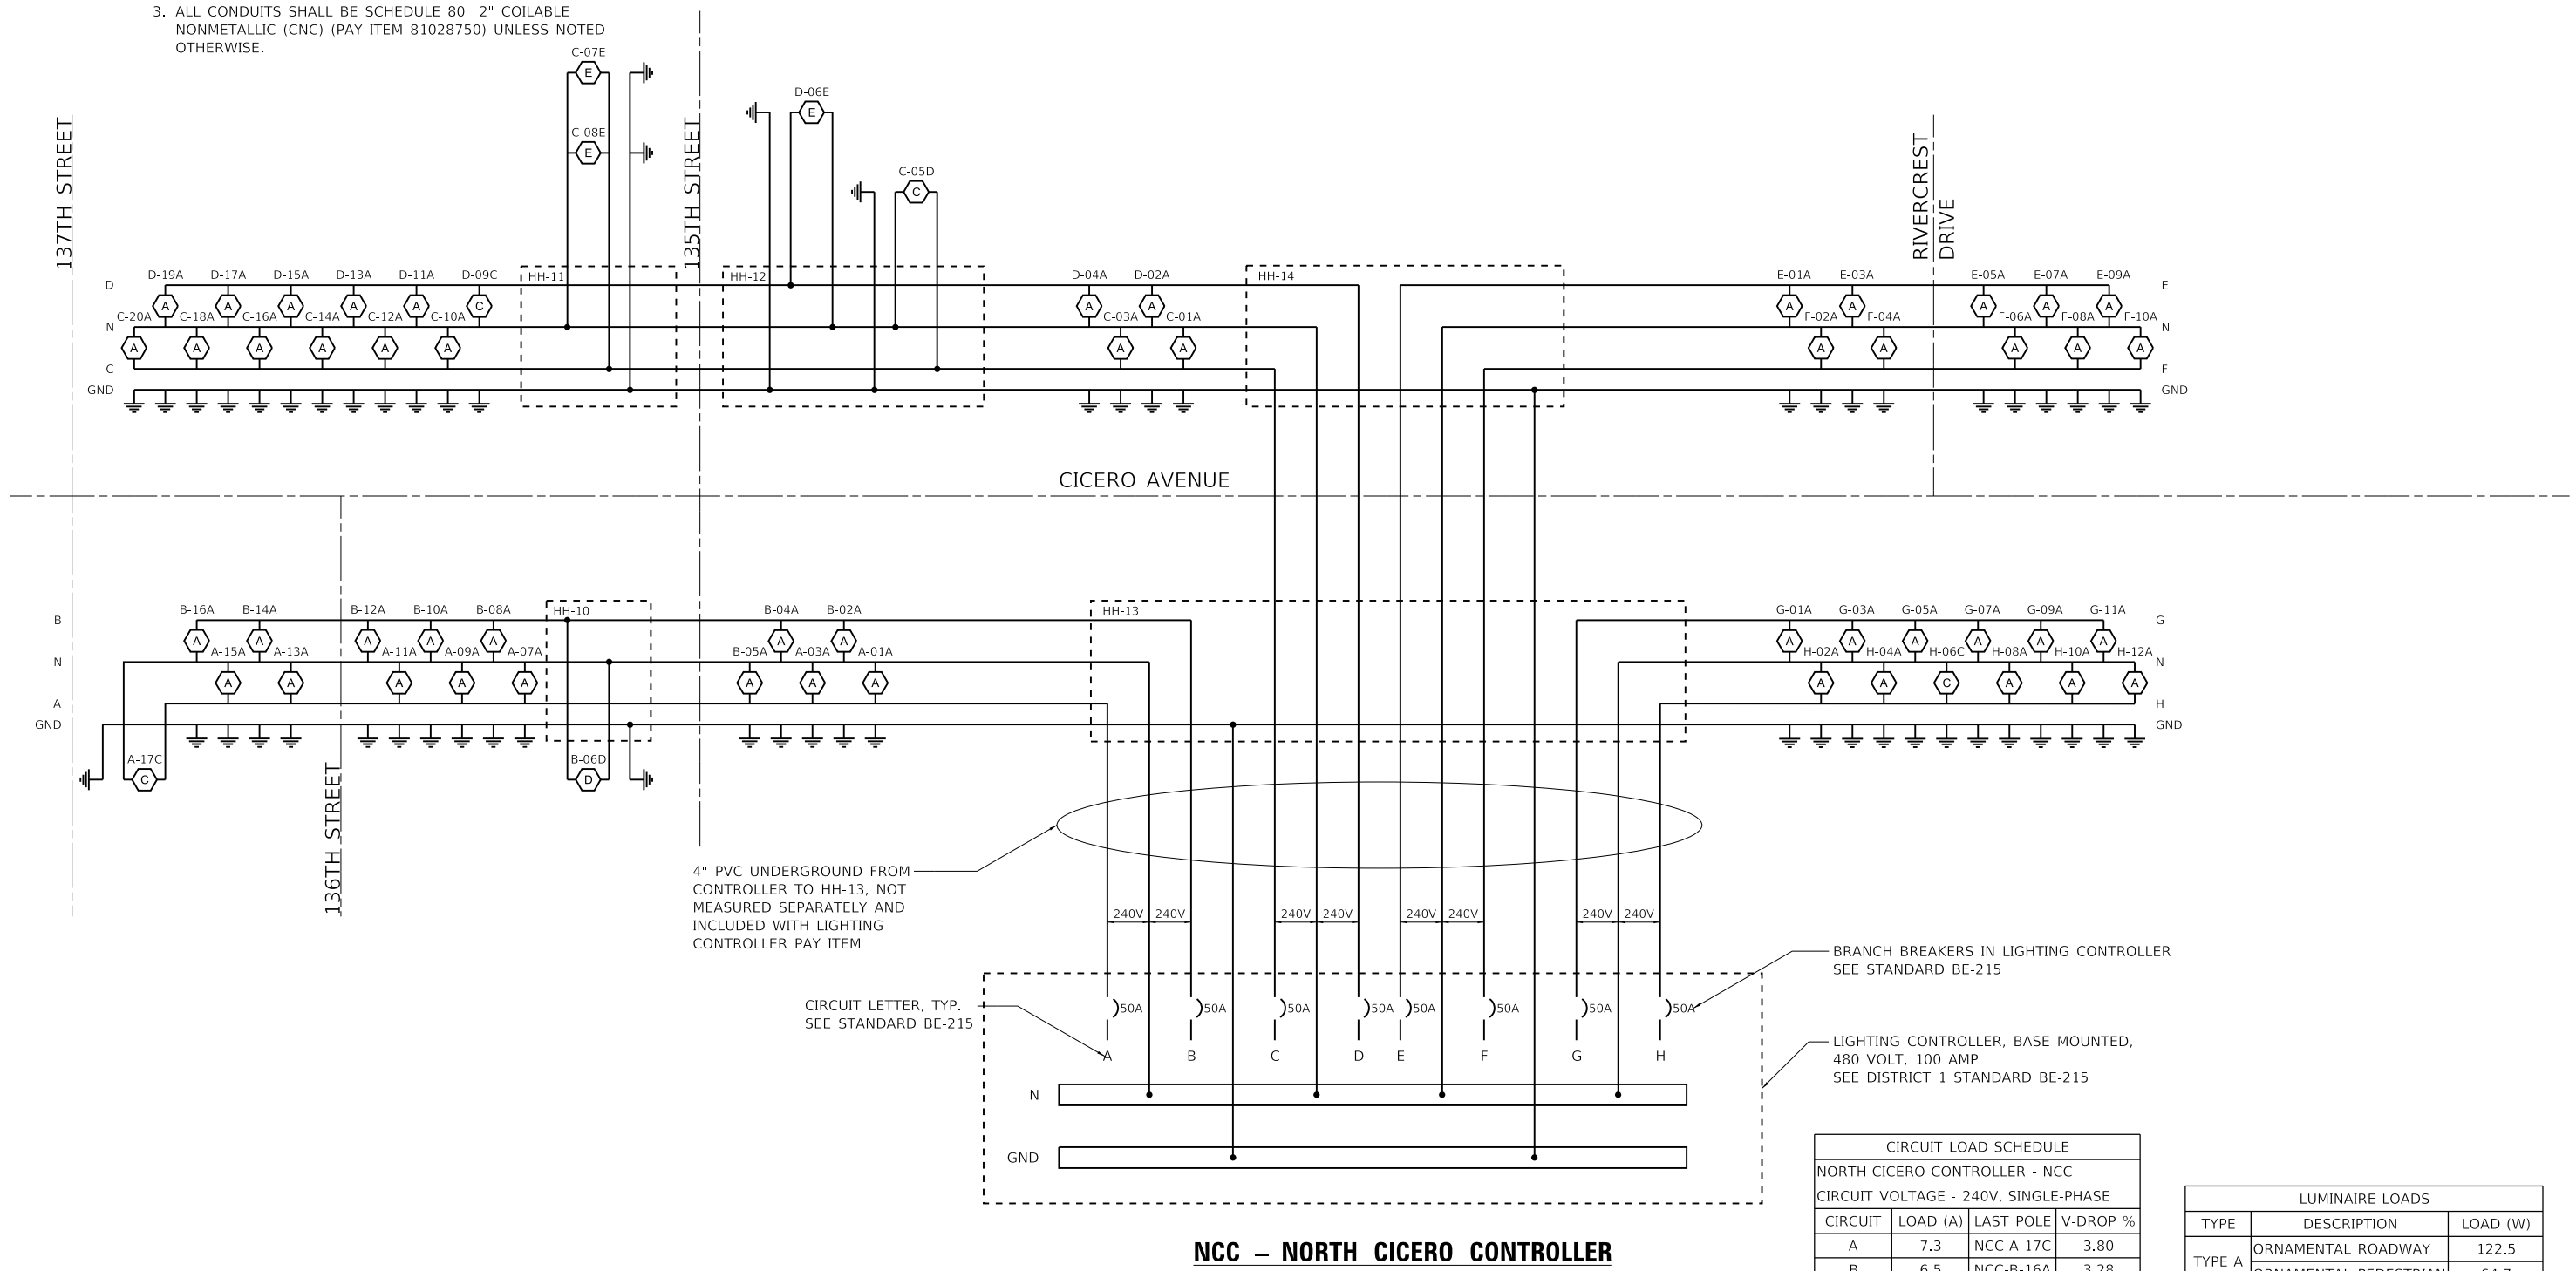 3. ALL CONDUITS SHALL BE SCHEDULE 80 2" COILABLE
NONMETALLIC (CNC) (PAY ITEM 81028750) UNLESS NOTED
OTHERWISE.
C-07E
E
C-08E
E
D-06E
E
C-05D
C
137TH STREET
135TH STREET
RIVERCREST
DRIVE
D-19A D-17A D-15A D-13A D-11A D-09C HH-11 HH-12 D-04A D-02A HH-14 E-01A E-03A E-05A E-07A E-09A
D E
A A A A A C A A A A A A A
C-20A C-18A C-16A C-14A C-12A C-10A C-03A C-01A F-02A F-04A F-06A F-08A F-10A
N N
A A A A A A A A A A A A A
C F
GND GND
CICERO AVENUE
B-16A B-14A B-12A B-10A B-08A HH-10 B-04A B-02A HH-13 G-01A G-03A G-05A G-07A G-09A G-11A
B G
A A A A A A A A A A A A A
A-15A A-13A A-11A A-09A A-07A B-05A A-03A A-01A H-02A H-04A H-06C H-08A H-10A H-12A
N N
A A A A A A A A A A C A A A
A H
GND GND
A-17C
C
B-06D
D
136TH STREET
4" PVC UNDERGROUND FROM
CONTROLLER TO HH-13, NOT
MEASURED SEPARATELY AND
INCLUDED WITH LIGHTING
CONTROLLER PAY ITEM
240V 240V 240V 240V 240V 240V 240V 240V
BRANCH BREAKERS IN LIGHTING CONTROLLER
SEE STANDARD BE-215
CIRCUIT LETTER, TYP.
SEE STANDARD BE-215
50A 50A 50A 50A 50A 50A 50A 50A
A B C D E F G H
LIGHTING CONTROLLER, BASE MOUNTED,
480 VOLT, 100 AMP
SEE DISTRICT 1 STANDARD BE-215
N
GND
NCC – NORTH CICERO CONTROLLER
CIRCUIT LOAD SCHEDULE
NORTH CICERO CONTROLLER - NCC
CIRCUIT VOLTAGE - 240V, SINGLE-PHASE
CIRCUIT LOAD (A) LAST POLE V-DROP %
A 7.3 NCC-A-17C 3.80
B 6.5 NCC-B-16A 3.28
LUMINAIRE LOADS
TYPE DESCRIPTION LOAD (W)
TYPE A ORNAMENTAL ROADWAY 122.5
ORNAMENTAL PEDESTRIAN